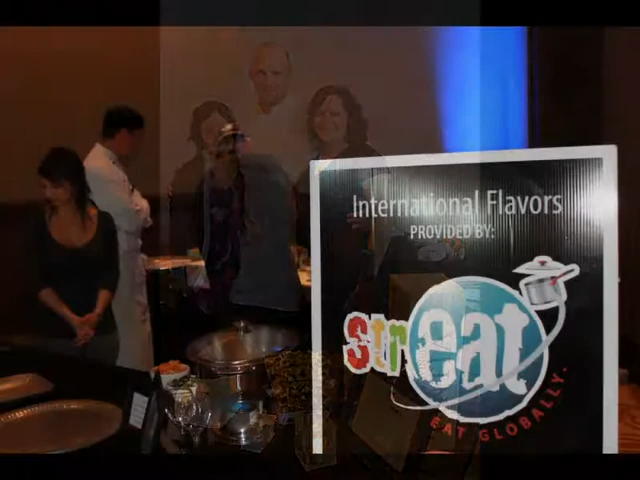 International Flavors
PROVIDED BY:
streat
EAT GLOBALLY.